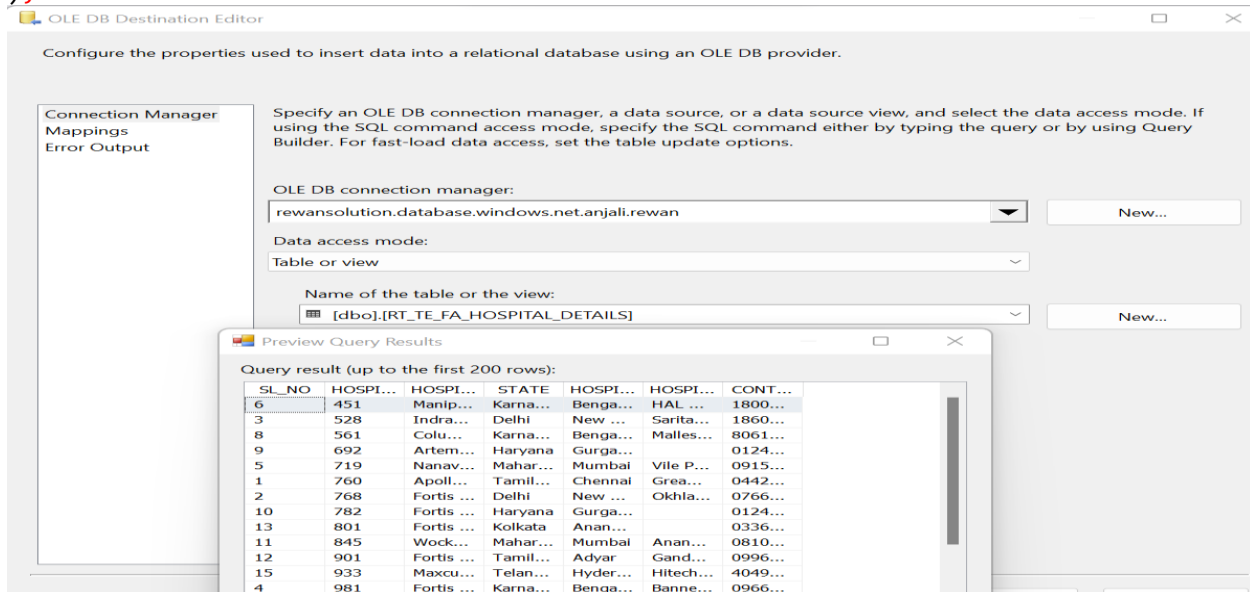 OLE DB Destination Editor
Configure the properties used to insert data into a relational database using an OLE DB provider.
Connection Manager
Mappings
Error Output
Specify an OLE DB connection manager, a data source, or a data source view, and select the data access mode. If
using the SQL command access mode, specify the SQL command either by typing the query or by using Query
Builder. For fast-load data access, set the table update options.
OLE DB connection manager:
rewansolution.database.windows.net.anjali.rewan
New...
Data access mode:
Table or view
Name of the table or the view:
[dbo].[RT_TE_FA_HOSPITAL_DETAILS]
New...
Preview Query Results
Query result (up to the first 200 rows):
SL_NO HOSPI... HOSPI... STATE HOSPI... HOSPI... CONT...
6 451 Manip... Karna... Benga... HAL ... 1800...
3 528 Indra... Delhi New ... Sarita... 1860...
8 561 Colu... Karna... Benga... Malles... 8061...
9 692 Artem... Haryana Gurga... 0124...
5 719 Nanav... Mahar... Mumbai Vile P... 0915...
1 760 Apoll... Tamil... Chennai Grea... 0442...
2 768 Fortis ... Delhi New ... Okhla... 0766...
10 782 Fortis ... Haryana Gurga... 0124...
13 801 Fortis ... Kolkata Anan... 0336...
11 845 Wock... Mahar... Mumbai Anan... 0810...
12 901 Fortis ... Tamil... Adyar Gand... 0996...
15 933 Maxcu... Telan... Hyder... Hitech... 4049...
4 981 Fortis ... Karna... Benga... Banne... 0966...